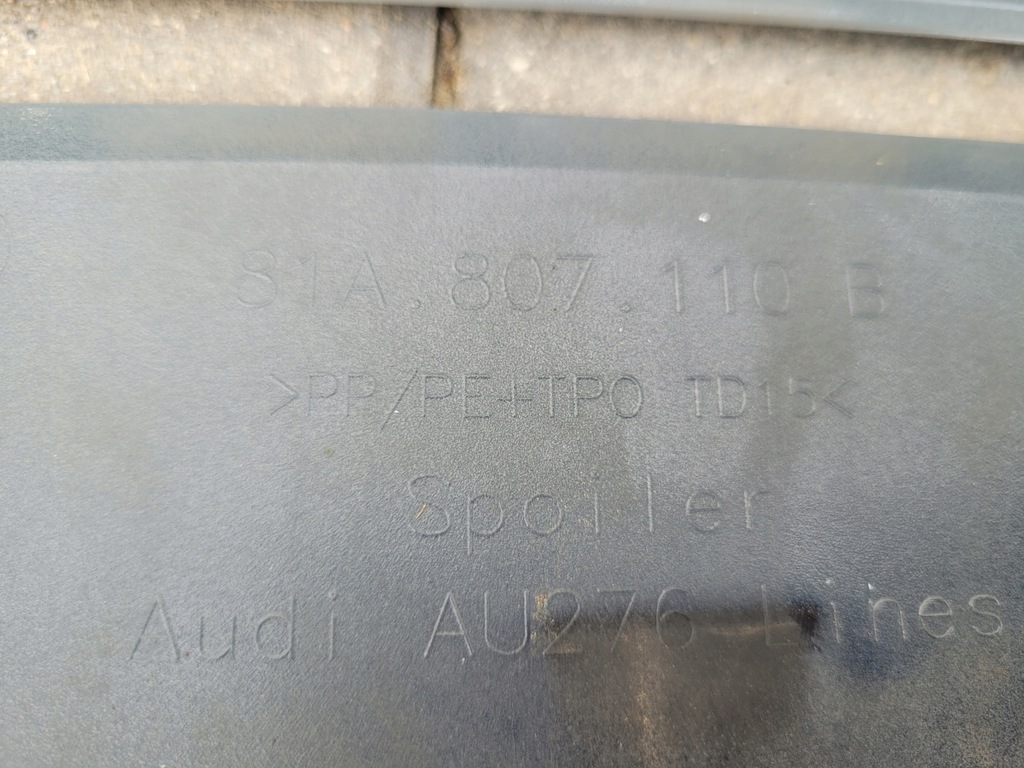 81A.807.110 B
>PP/PE+TPO TD15<
Spoiler
Audi AU276 Lines